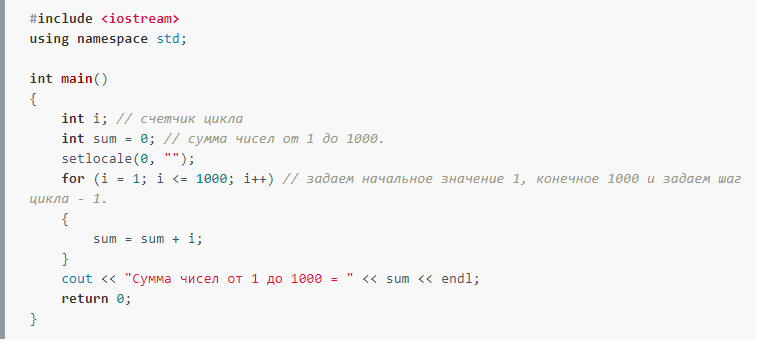 #include <iostream>
using namespace std;
int main()
{
int i; // счетчик цикла
int sum = 0; // сумма чисел от 1 до 1000.
setlocale(0, "");
for (i = 1; i <= 1000; i++) // задаем начальное значение 1, конечное 1000 и задаем шаг
цикла - 1.
{
sum = sum + i;
}
cout << "Сумма чисел от 1 до 1000 = " << sum << endl;
return 0;
}